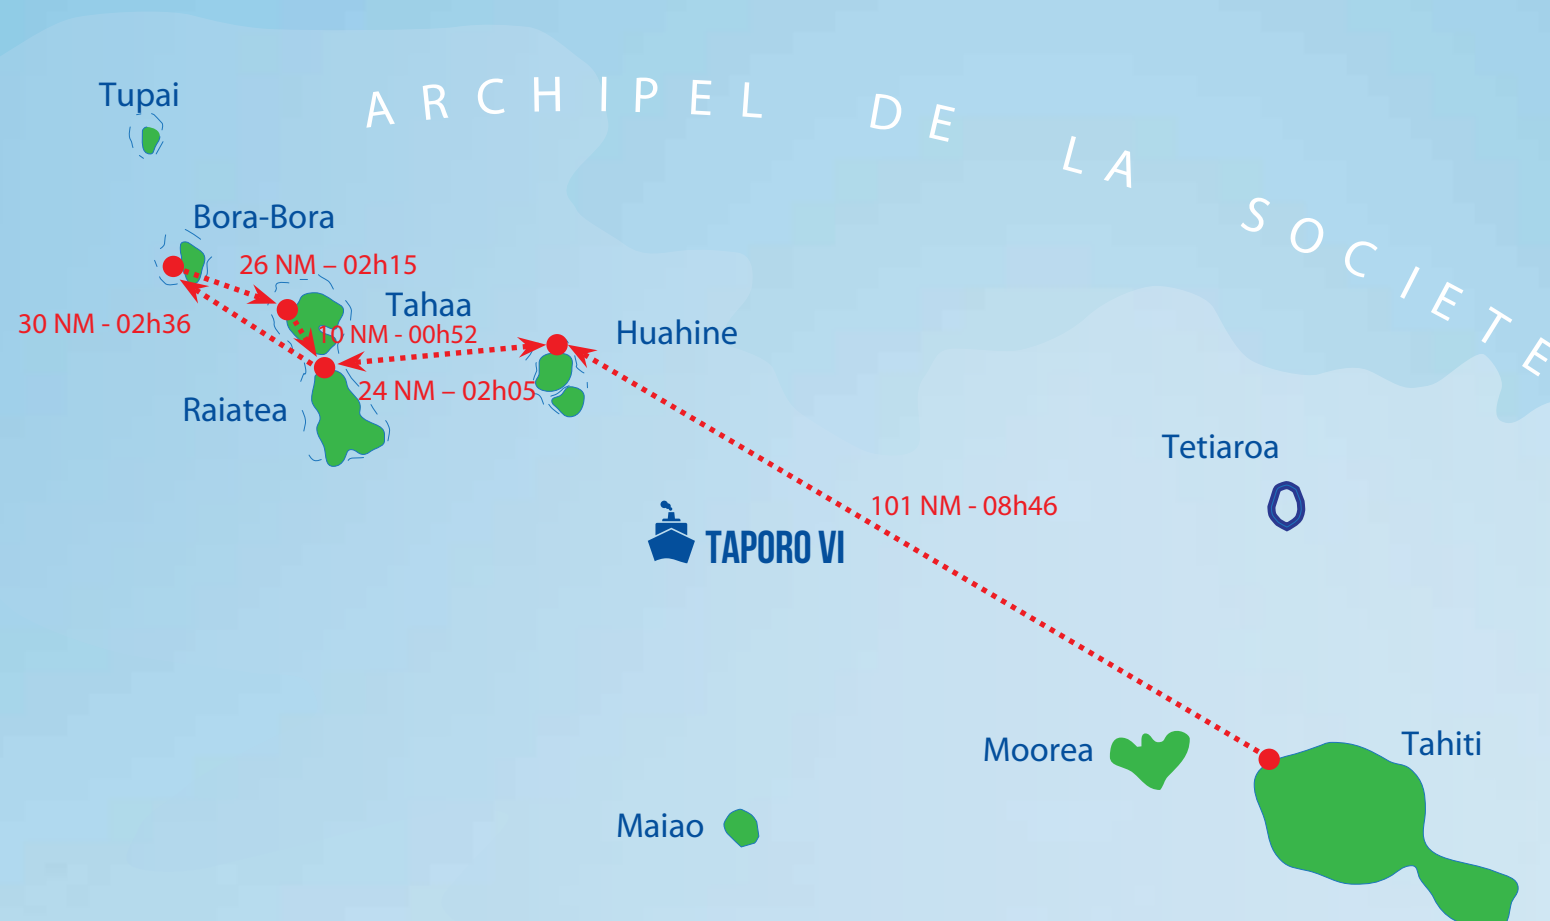 ARCHIPEL DE LA SOCIETE
Tupai
Bora-Bora
26 NM – 02h15
Tahaa
30 NM - 02h36
10 NM - 00h52
Huahine
24 NM – 02h05
Raiatea
Tetiaroa
101 NM - 08h46
TAPORO VI
Moorea
Tahiti
Maiao